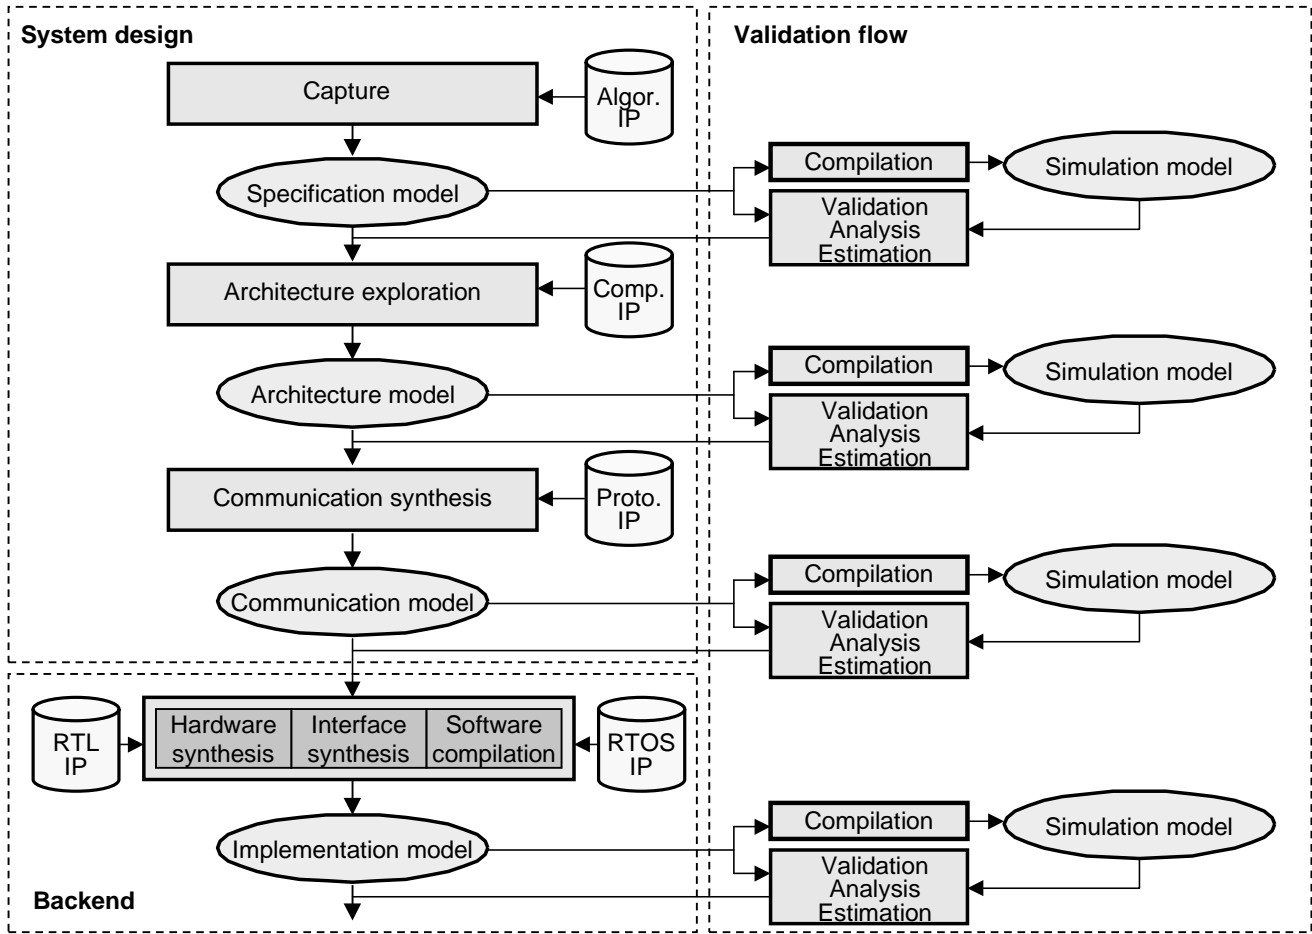 System design
Validation flow
Capture
Algor.
IP
Specification model
Compilation
Simulation model
Validation
Analysis
Estimation
Architecture exploration
Comp.
IP
Architecture model
Compilation
Simulation model
Validation
Analysis
Estimation
Communication synthesis
Proto.
IP
Communication model
Compilation
Simulation model
Validation
Analysis
Estimation
RTL
IP
Hardware
synthesis
Interface
synthesis
Software
compilation
RTOS
IP
Implementation model
Compilation
Simulation model
Validation
Analysis
Estimation
Backend